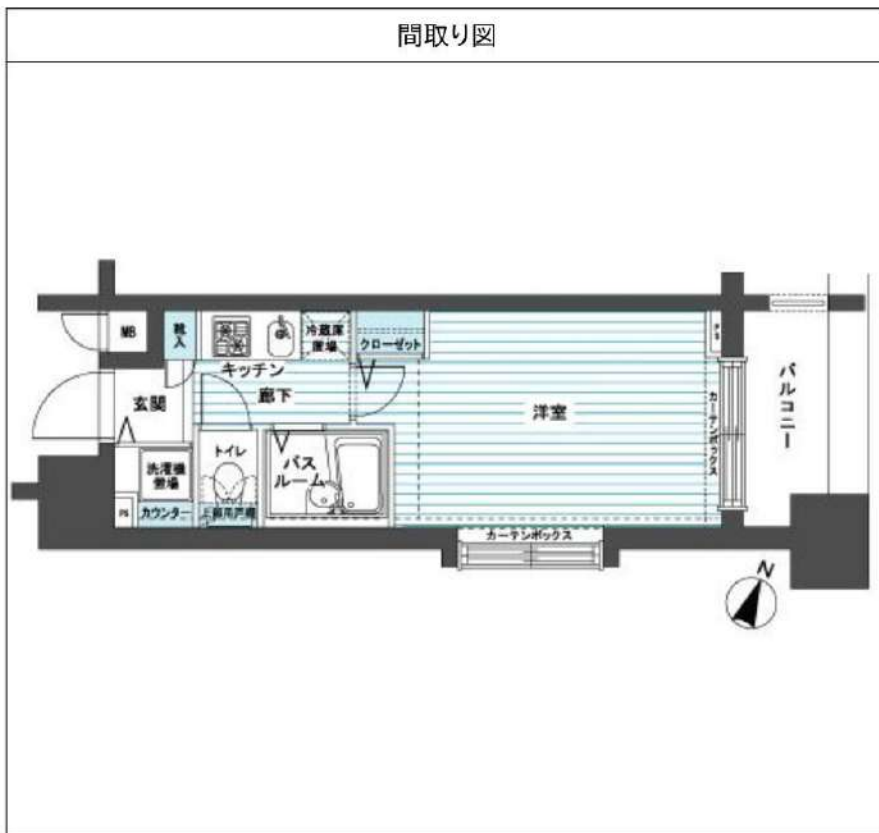 間取り図
MB
靴入
冷蔵庫
置場
クローゼット
PS
キッチン
廊下
玄関
洋室
カーテンボックス
バルコニー
トイレ
バス
ルーム
洗濯機
置場
PS
カウンター
上部吊戸棚
カーテンボックス
N